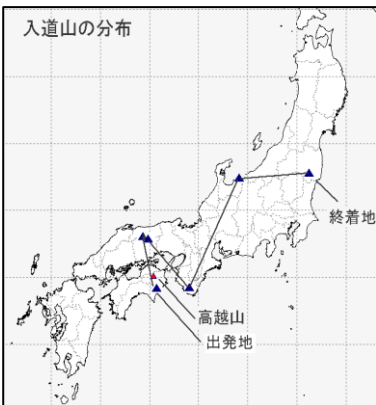 入道山の分布
終着地
高越山
出発地